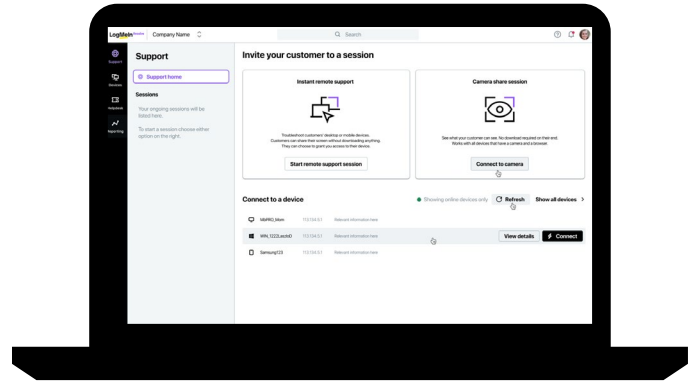 LogMeIn Resolve
Company Name
Search
Support
Devices
Helpdesk
Reporting
Support
Support home
Sessions
Your ongoing sessions will be
listed here.
To start a session choose either
option on the right.
Invite your customer to a session
Instant remote support
Troubleshoot customers' desktop or mobile devices.
Customers can share their screen without downloading anything.
They can choose to grant you access to their device.
Start remote support session
Camera share session
See what your customer can see. No download required on their end.
Works with all devices that have a camera and a browser.
Connect to camera
Connect to a device
Showing online devices only
Refresh
Show all devices
Relevant information here
Relevant information here
View details
Connect
Samsung123
Relevant information here